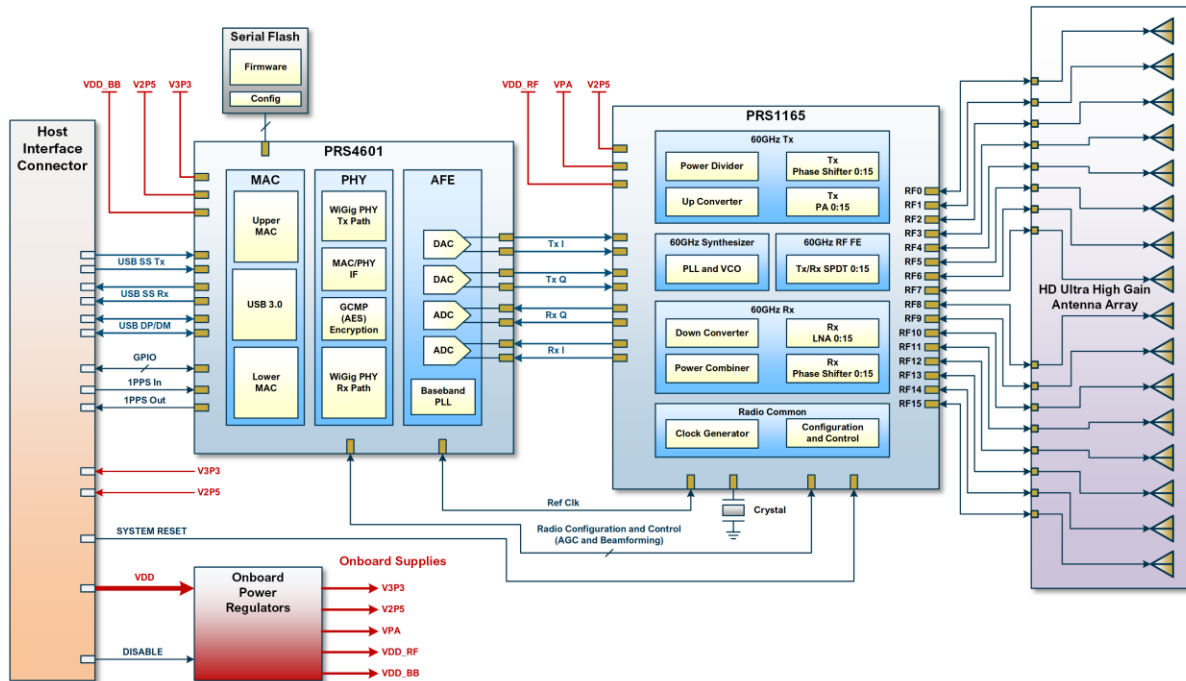 Serial Flash
Firmware
Config
VDD_BB
V2P5
V3P3
VDD_RF
VPA
V2P5
Host
Interface
Connector
PRS4601
MAC
Upper
MAC
USB 3.0
Lower
MAC
PHY
WiGig PHY
Tx Path
MAC/PHY
IF
GCMP
(AES)
Encryption
WiGig PHY
Rx Path
AFE
DAC
DAC
ADC
ADC
Baseband
PLL
USB SS Tx
USB SS Rx
USB DP/DM
GPIO
1PPS In
1PPS Out
V3P3
V2P5
SYSTEM RESET
VDD
DISABLE
Tx I
Tx Q
Rx Q
Rx I
PRS1165
60GHz Tx
Power Divider
Tx
Phase Shifter 0:15
Up Converter
Tx
PA 0:15
60GHz Synthesizer
PLL and VCO
60GHz RF FE
Tx/Rx SPDT 0:15
60GHz Rx
Down Converter
Rx
LNA 0:15
Power Combiner
Rx
Phase Shifter 0:15
Radio Common
Clock Generator
Configuration
and Control
RF0
RF1
RF2
RF3
RF4
RF5
RF6
RF7
RF8
RF9
RF10
RF11
RF12
RF13
RF14
RF15
HD Ultra High Gain
Antenna Array
Ref Clk
Crystal
Radio Configuration and Control
(AGC and Beamforming)
Onboard Supplies
Onboard
Power
Regulators
V3P3
V2P5
VPA
VDD_RF
VDD_BB